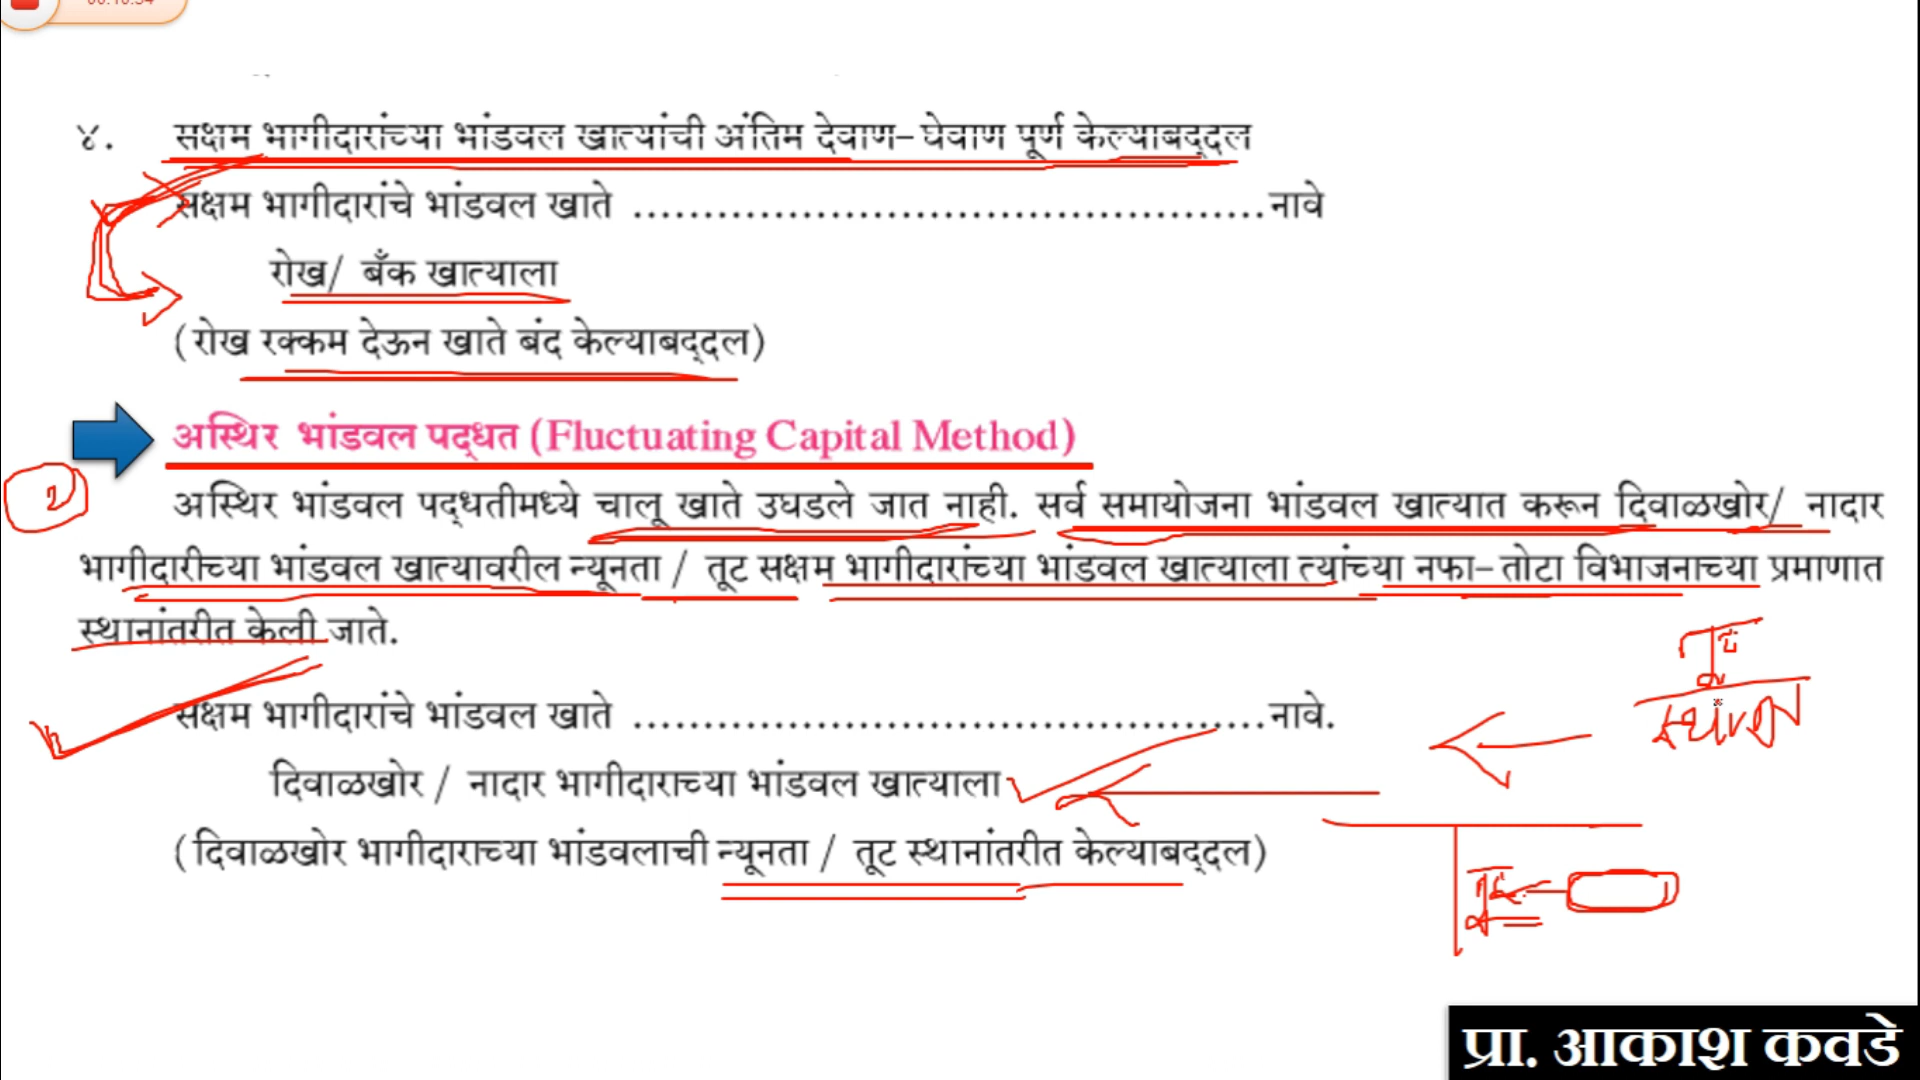 ४. सक्षम भागीदारांच्या भांडवल खात्यांची अंतिम देवाण-घेवाण पूर्ण केल्याबद्दल
सक्षम भागीदारांचे भांडवल खाते ............................................नावे
रोख/ बँक खात्याला
(रोख रक्कम देऊन खाते बंद केल्याबद्दल)
अस्थिर भांडवल पद्धत (Fluctuating Capital Method)
अस्थिर भांडवल पद्धतीमध्ये चालू खाते उघडले जात नाही. सर्व समायोजना भांडवल खात्यात करून दिवाळखोर/ नादार
भागीदारीच्या भांडवल खात्यावरील न्यूनता / तूट सक्षम भागीदारांच्या भांडवल खात्याला त्यांच्या नफा-तोटा विभाजनाच्या प्रमाणात
स्थानांतरीत केली जाते.
सक्षम भागीदारांचे भांडवल खाते ............................................नावे.
दिवाळखोर / नादार भागीदाराच्या भांडवल खात्याला
(दिवाळखोर भागीदाराच्या भांडवलाची न्यूनता / तूट स्थानांतरीत केल्याबद्दल)
प्रा. आकाश कवडे